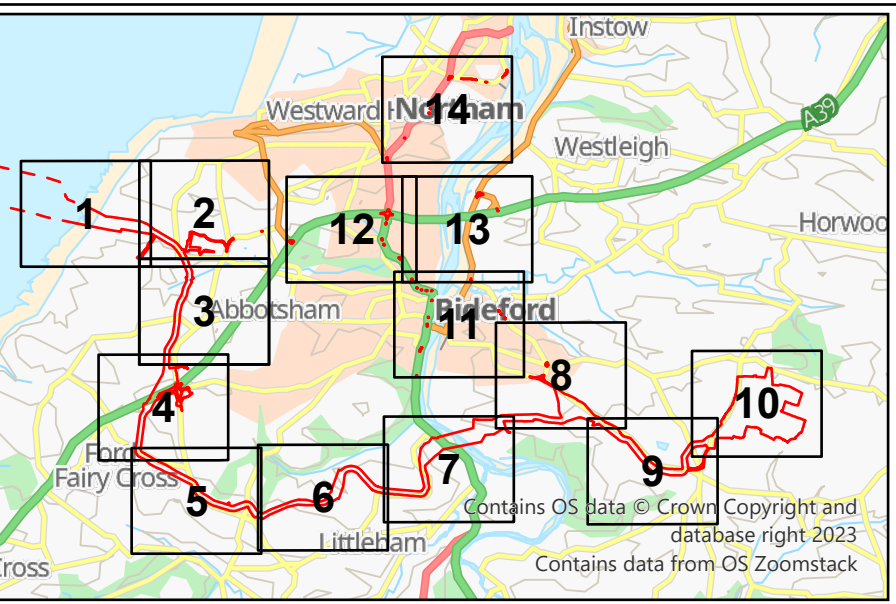 Instow
Westward H
Northam
14
A39
Westleigh
1
2
12
13
Horwoo
3
Abbotsham
Bideford
11
8
4
10
Ford
Fairy Cross
5
6
7
9
Contains OS data © Crown Copyright and
database right 2023
Littleham
Contains data from OS Zoomstack
Cross